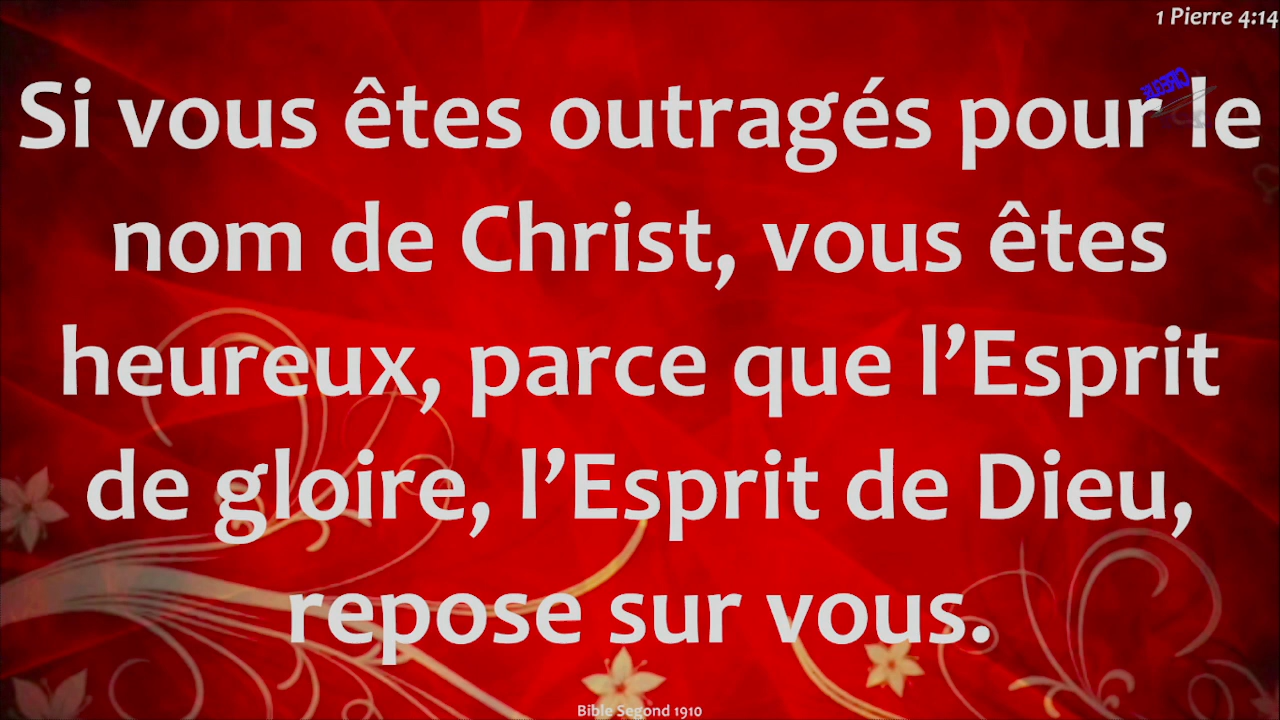 1 Pierre 4:14
Si vous êtes outragés pour le
nom de Christ, vous êtes
heureux, parce que l’Esprit
de gloire, l’Esprit de Dieu,
repose sur vous.
Bible Segond 1910